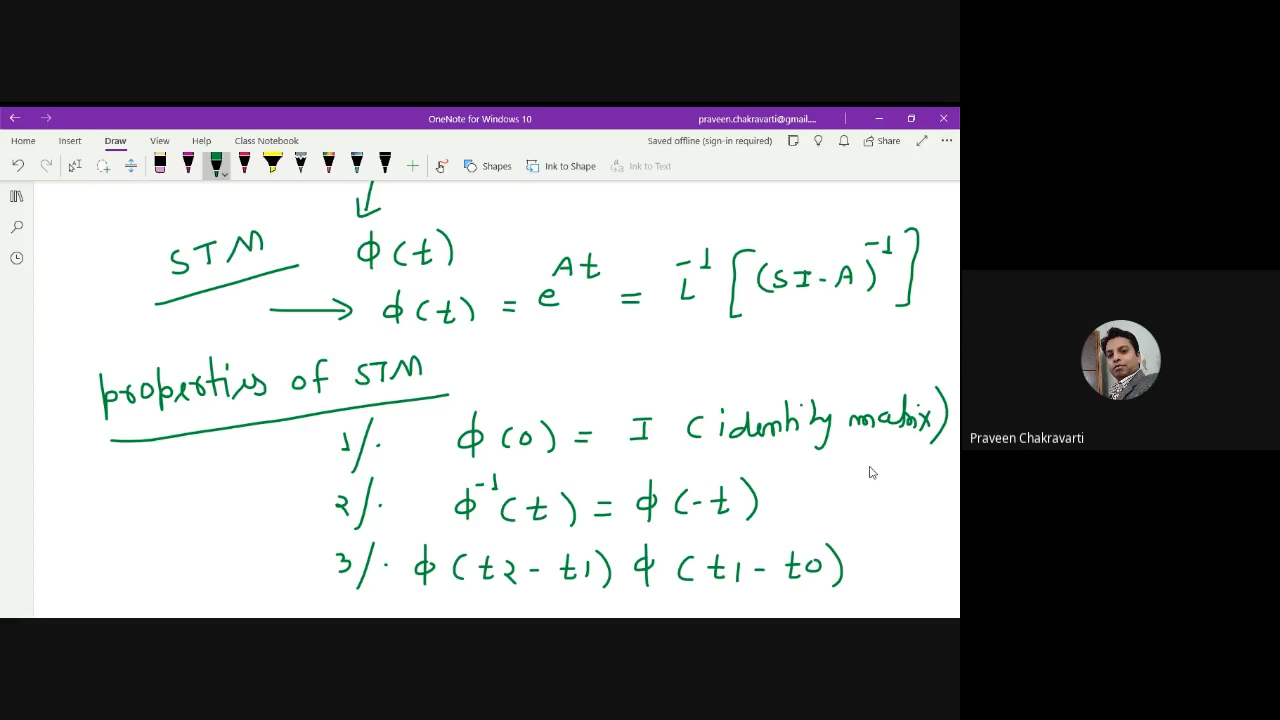 OneNote for Windows 10
praveen.chakravarti@gmail....
Home Insert Draw View Help Class Notebook
Saved offline (sign-in required)
Share
Shapes Ink to Shape Ink to Text
STM ϕ(t)
→ ϕ(t) = e^{At} = L^{-1} [(SI-A)^{-1}]
properties of STM
1/. ϕ(0) = I (identity matrix)
2/. ϕ^{-1}(t) = ϕ(-t)
3/. ϕ(t2 - t1) ϕ(t1 - t0)
Praveen Chakravarti